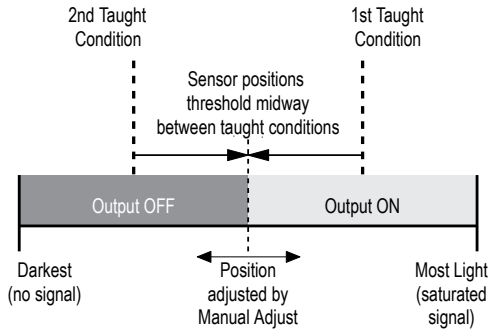 2nd Taught
Condition
1st Taught
Condition
Sensor positions
threshold midway
between taught conditions
Output OFF
Output ON
Darkest
(no signal)
Position
adjusted by
Manual Adjust
Most Light
(saturated
signal)